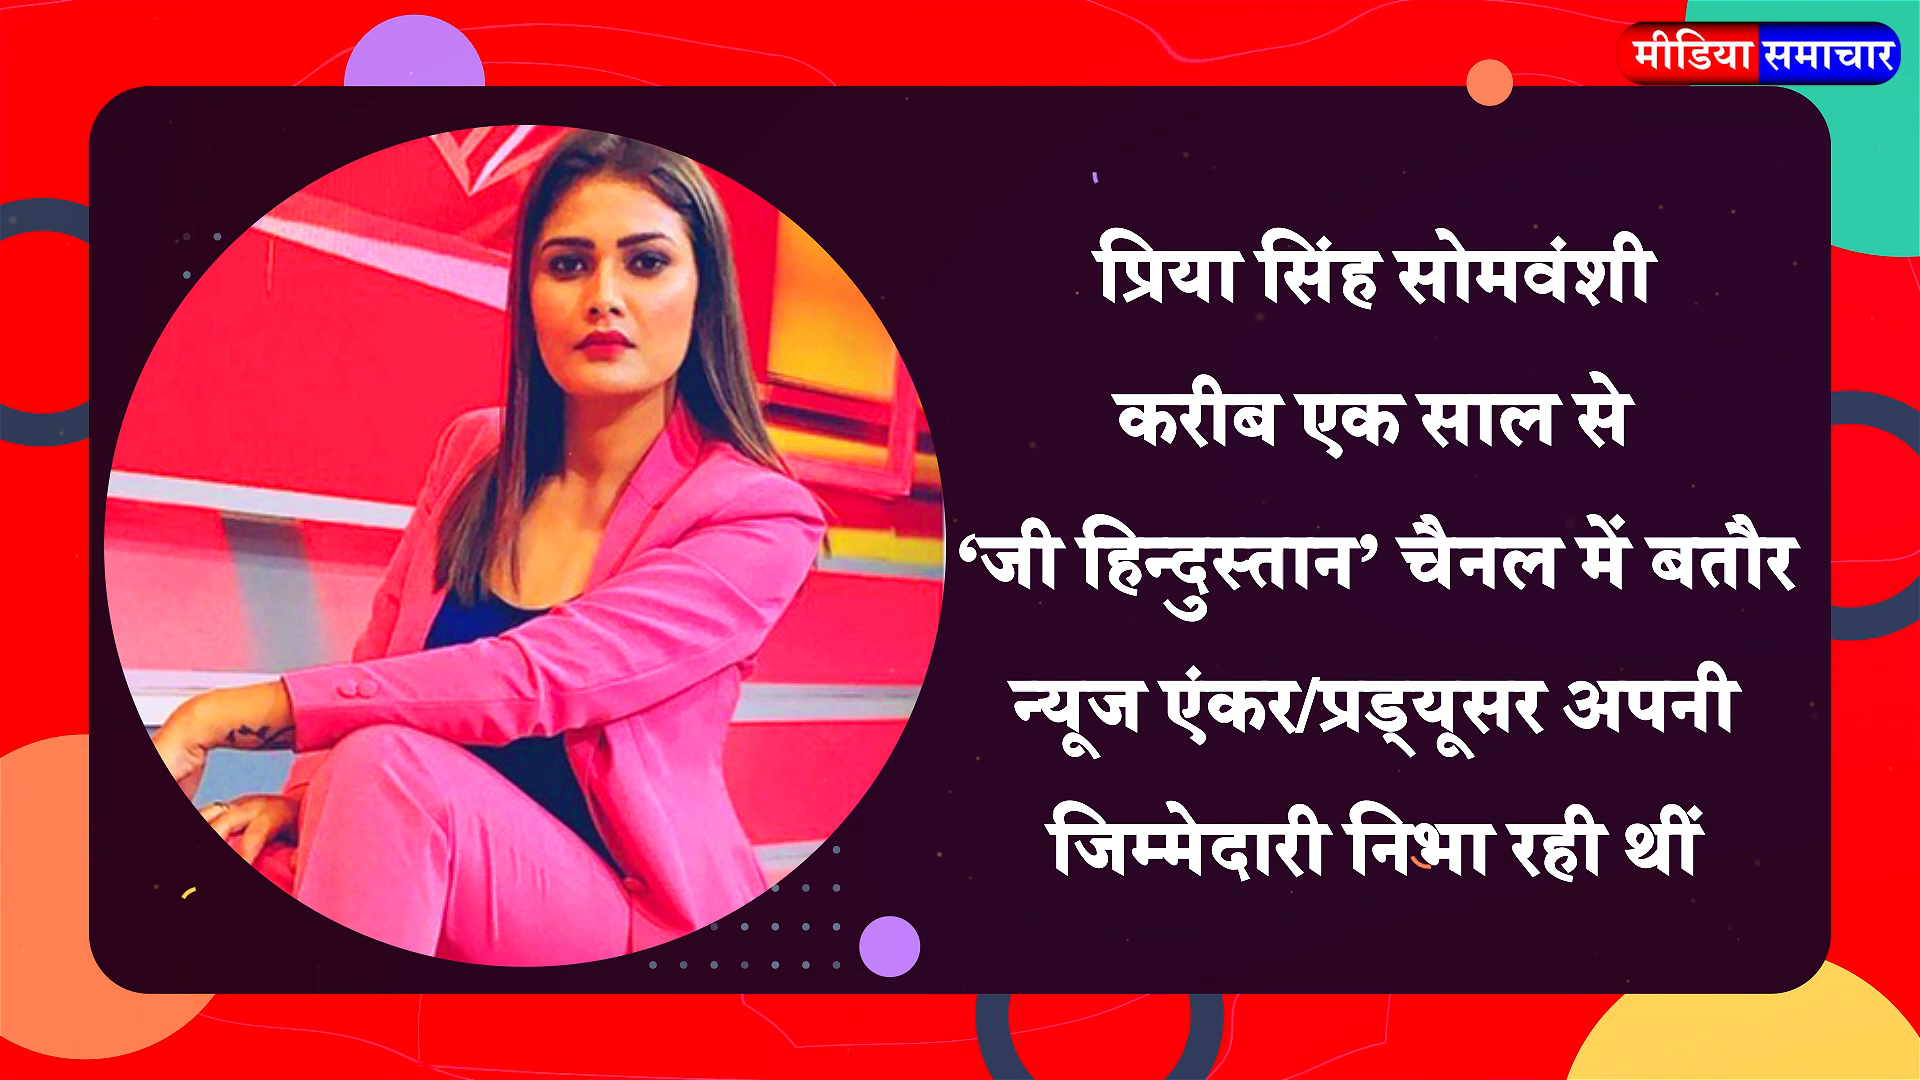 मीडिया समाचार
प्रिया सिंह सोमवंशी
करीब एक साल से
‘जी हिन्दुस्तान’ चैनल में बतौर
न्यूज एंकर/प्रड्यूसर अपनी
जिम्मेदारी निभा रही थीं